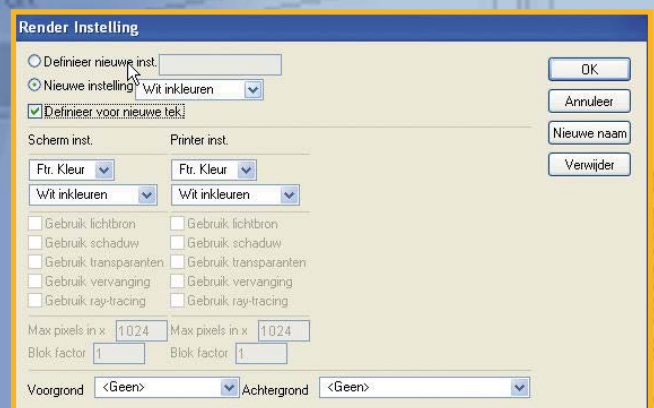 Render Instelling
Definieer nieuwe inst.
OK
Nieuwe instelling Wit inkleuren
Annuleer
Definieer voor nieuwe tek.
Nieuwe naam
Scherm inst. Printer inst.
Verwijder
Ftr. Kleur Ftr. Kleur
Wit inkleuren Wit inkleuren
Gebruik lichtbron Gebruik lichtbron
Gebruik schaduw Gebruik schaduw
Gebruik transparanten Gebruik transparanten
Gebruik vervanging Gebruik vervanging
Gebruik ray-tracing Gebruik ray-tracing
Max pixels in x 1024 Max pixels in x 1024
Blok factor 1 Blok factor 1
Voorgrond <Geen> Achtergrond <Geen>